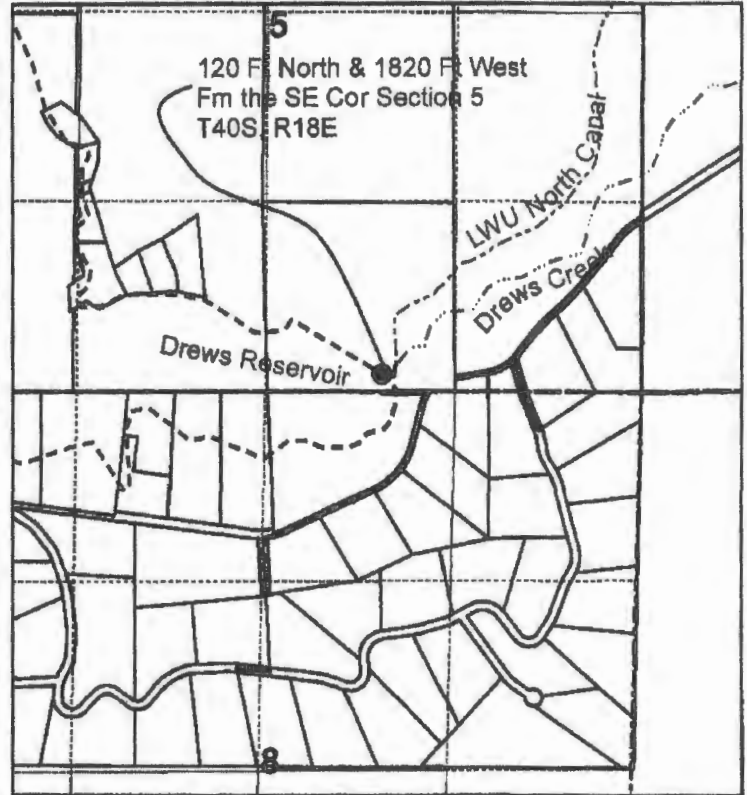 5
120 Ft North & 1820 Ft West
Fm the SE Cor Section 5
T40S, R18E
LWU North Canal
Drews Creek
Drews Reservoir
8